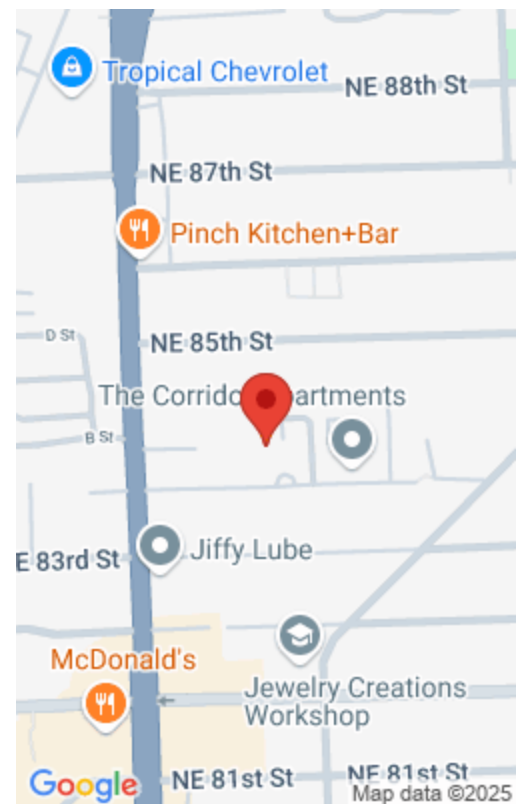 Tropical Chevrolet
NE 88th St
NE 87th St
Pinch Kitchen+Bar
D St
NE 85th St
The Corrido
artments
B St
E 83rd St
Jiffy Lube
McDonald's
Jewelry Creations
Workshop
NE 81st St
NE 81st St
Google
Map data ©2025